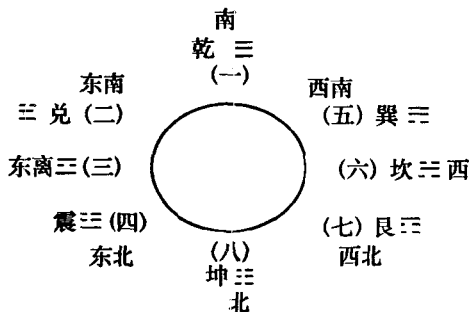 南
乾 ☰
(一)
东南 西南
☱ 兑 (二) (五) 巽 ☴
东离☲(三) (六) 坎☵西
震☳(四) (七) 艮☶
东北 (八) 西北
坤☷
北